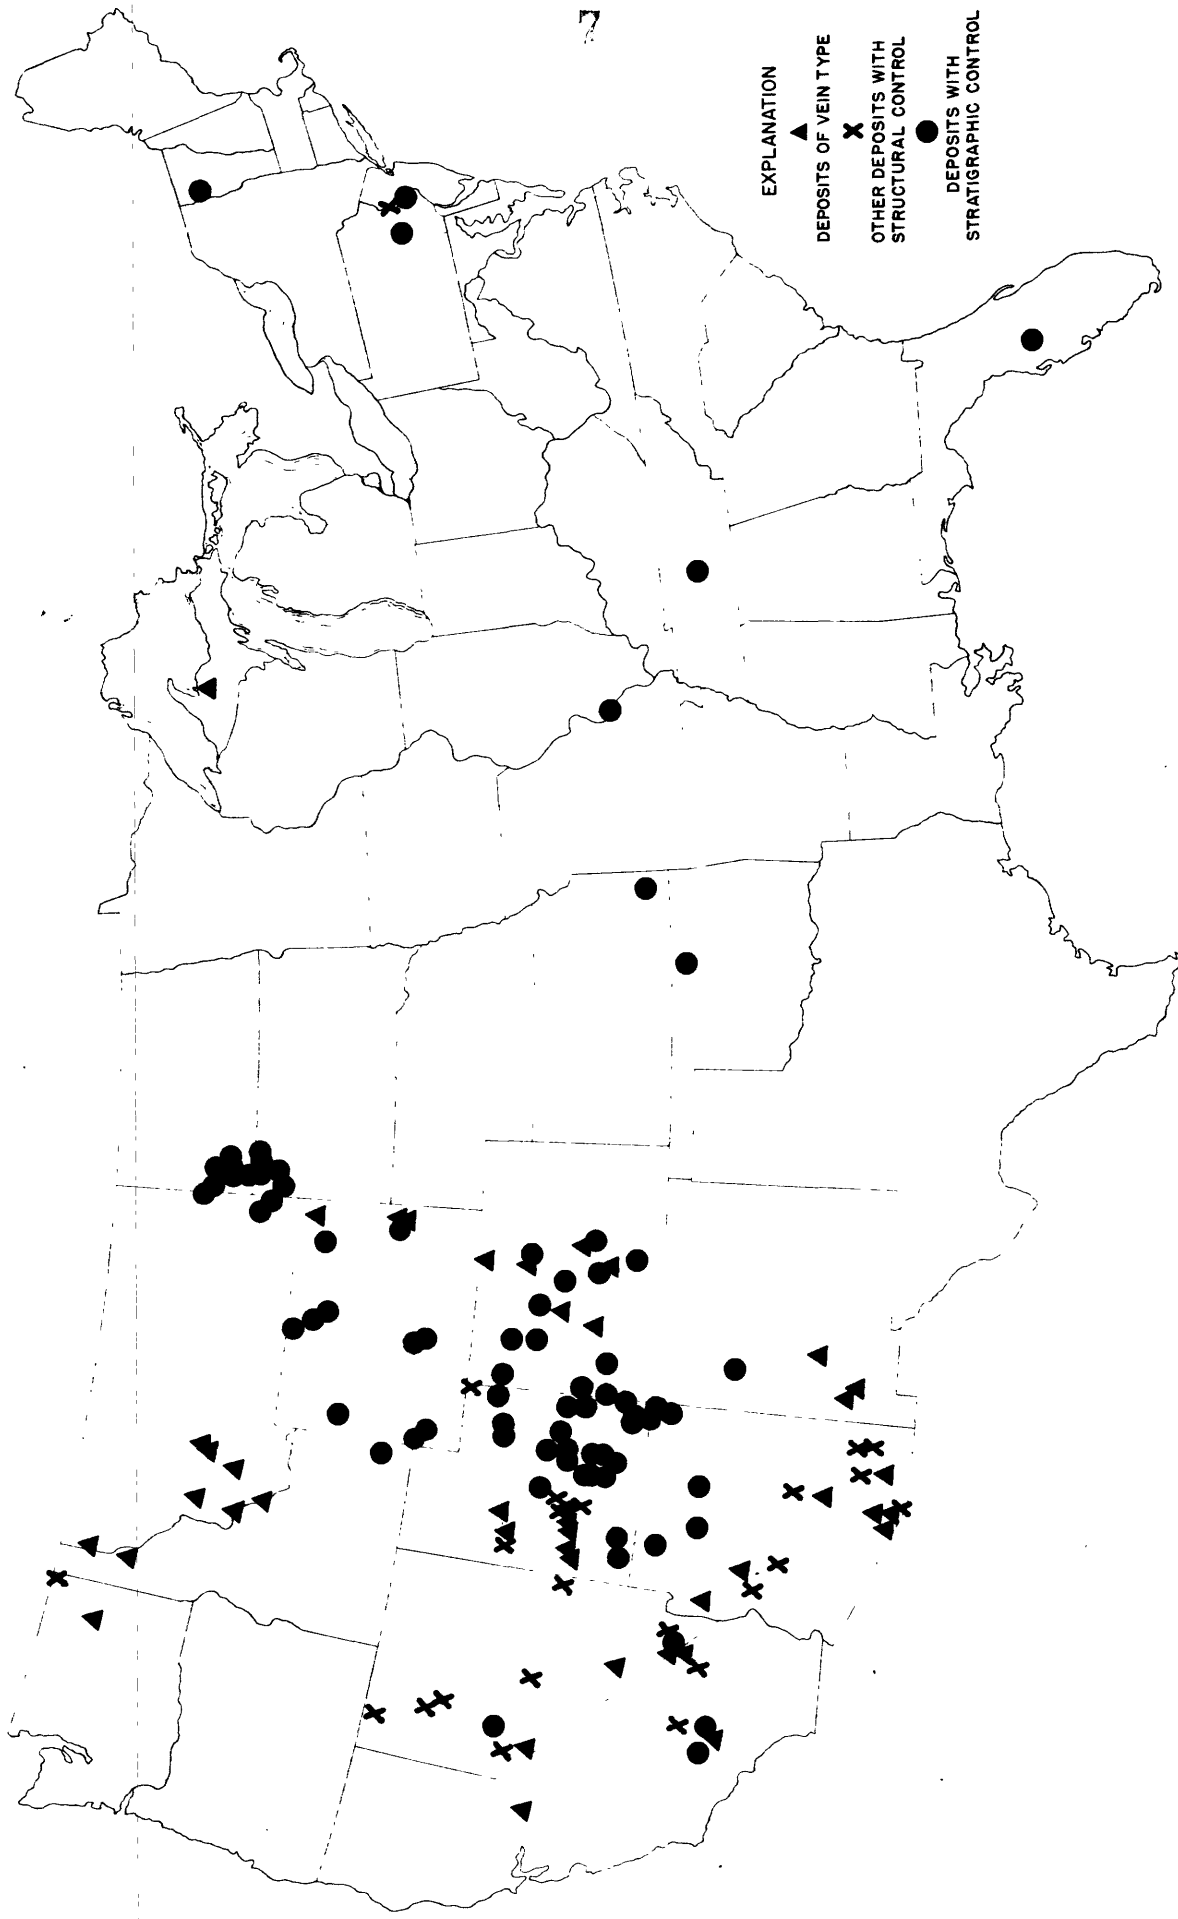 7
EXPLANATION
DEPOSITS OF VEIN TYPE
OTHER DEPOSITS WITH
STRUCTURAL CONTROL
DEPOSITS WITH
STRATIGRAPHIC CONTROL